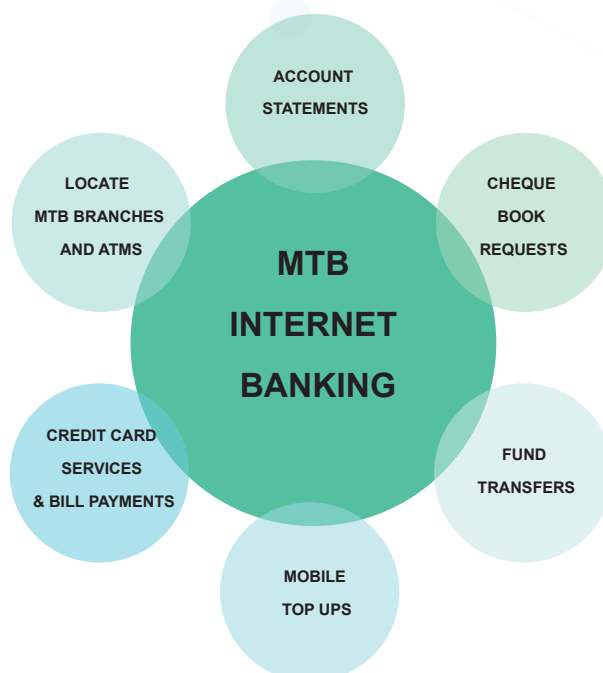 ACCOUNT
STATEMENTS
LOCATE
MTB BRANCHES
AND ATMS
CHEQUE
BOOK
REQUESTS
MTB
INTERNET
BANKING
CREDIT CARD
SERVICES
& BILL PAYMENTS
FUND
TRANSFERS
MOBILE
TOP UPS